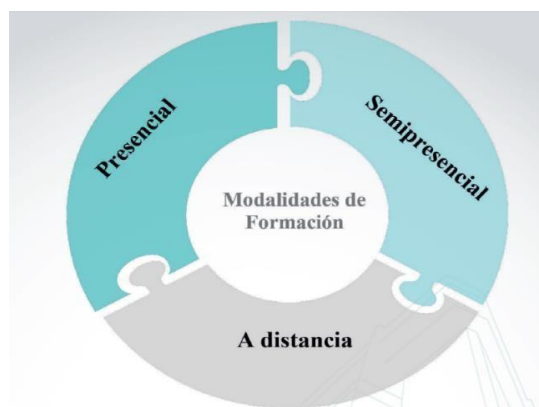 Presencial
Semipresencial
Modalidades de
Formación
A distancia